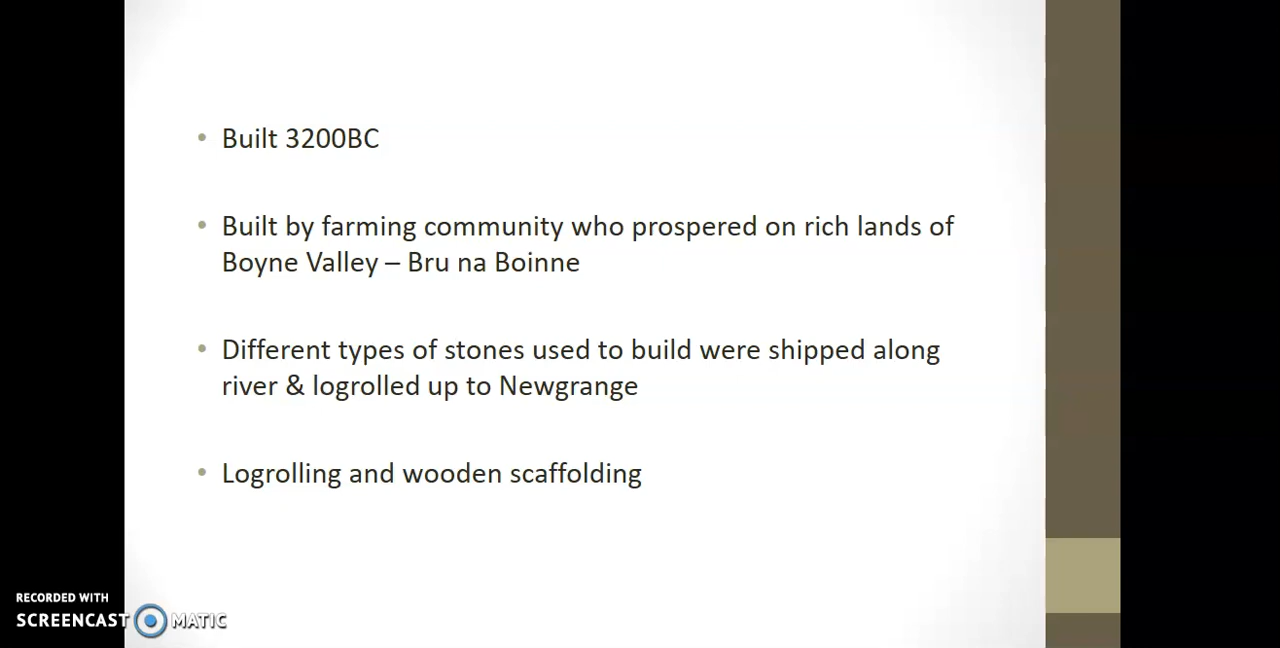 • Built 3200BC
• Built by farming community who prospered on rich lands of
Boyne Valley – Bru na Boinne
• Different types of stones used to build were shipped along
river & logrolled up to Newgrange
• Logrolling and wooden scaffolding
RECORDED WITH
SCREENCAST MATIC